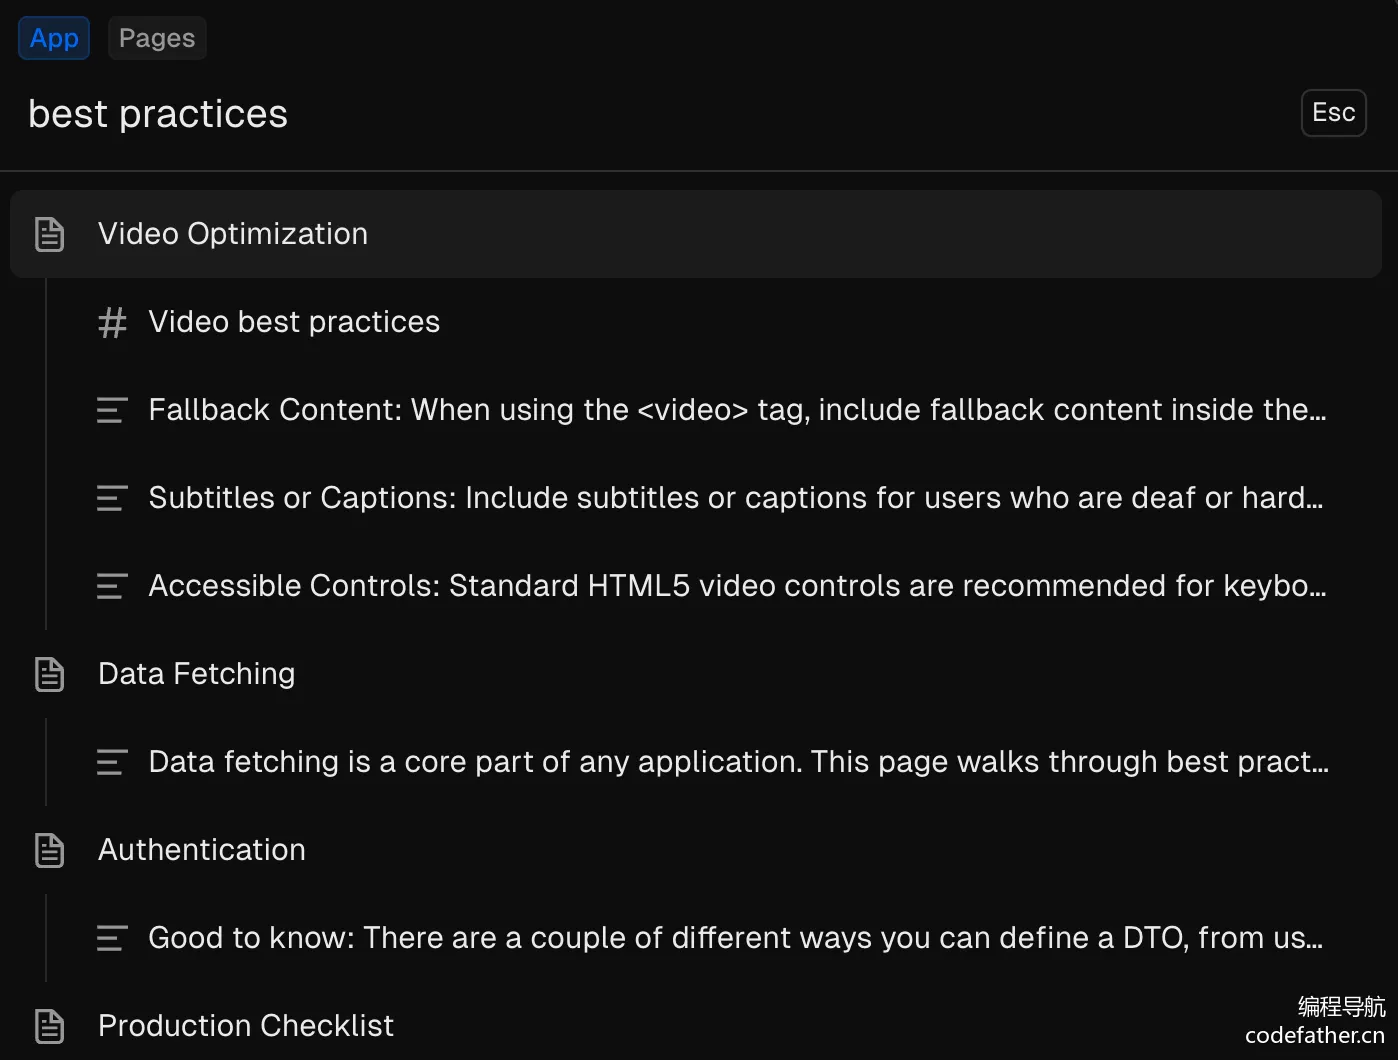 App Pages
best practices Esc
Video Optimization
# Video best practices
Fallback Content: When using the <video> tag, include fallback content inside the...
Subtitles or Captions: Include subtitles or captions for users who are deaf or hard...
Accessible Controls: Standard HTML5 video controls are recommended for keybo...
Data Fetching
Data fetching is a core part of any application. This page walks through best pract...
Authentication
Good to know: There are a couple of different ways you can define a DTO, from us...
Production Checklist
编程导航
codefather.cn